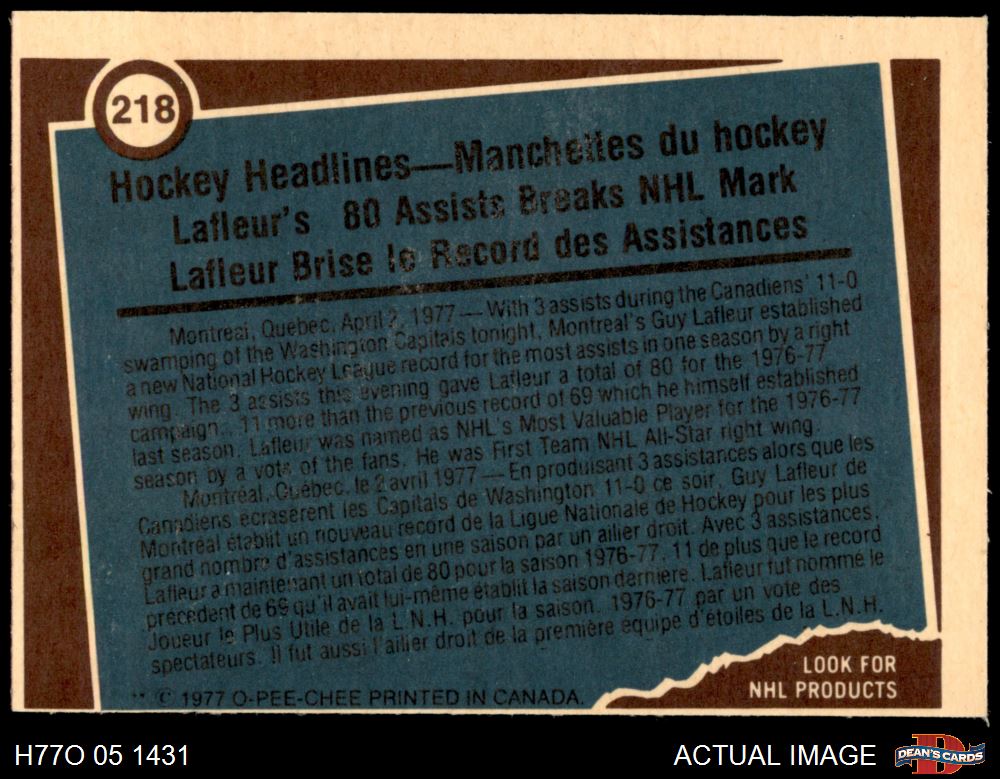 218
Hockey Headlines—Manchettes du hockey
Lafleur's 80 Assists Breaks NHL Mark
Lafleur Brise le Record des Assistances
Montreal, Quebec, April 2, 1977 — With 3 assists during the Canadiens' 11-0
swamping of the Washington Capitals tonight, Montreal's Guy Lafleur established
a new National Hockey League record for the most assists in one season by a right
wing. The 3 assists this evening gave Lafleur a total of 80 for the 1976-77
campaign... 11 more than the previous record of 69 which he himself established
last season. Lafleur was named as NHL's Most Valuable Player for the 1976-77
season by a vote of the fans. He was First Team NHL All-Star right wing.
Montréal, Québec, le 2 avril 1977 — En produisant 3 assistances alors que les
Canadiens écrasèrent les Capitals de Washington 11-0 ce soir, Guy Lafleur de
Montréal établit un nouveau record de la Ligue Nationale de Hockey pour les plus
grand nombre d'assistances en une saison par un ailier droit. Avec 3 assistances,
Lafleur a maintenant un total de 80 pour la saison 1976-77, 11 de plus que le record
précédent de 69 qu'il avait lui-même établit la saison dernière. Lafleur fut nommé le
Joueur le Plus Utile de la L.N.H. pour la saison. 1976-77 par un vote des
spectateurs. Il fut aussi l'ailier droit de la première équipe d'étoiles de la L.N.H.
** © 1977 O-PEE-CHEE PRINTED IN CANADA.
LOOK FOR
NHL PRODUCTS
H77O 05 1431
ACTUAL IMAGE
DEAN'S CARDS